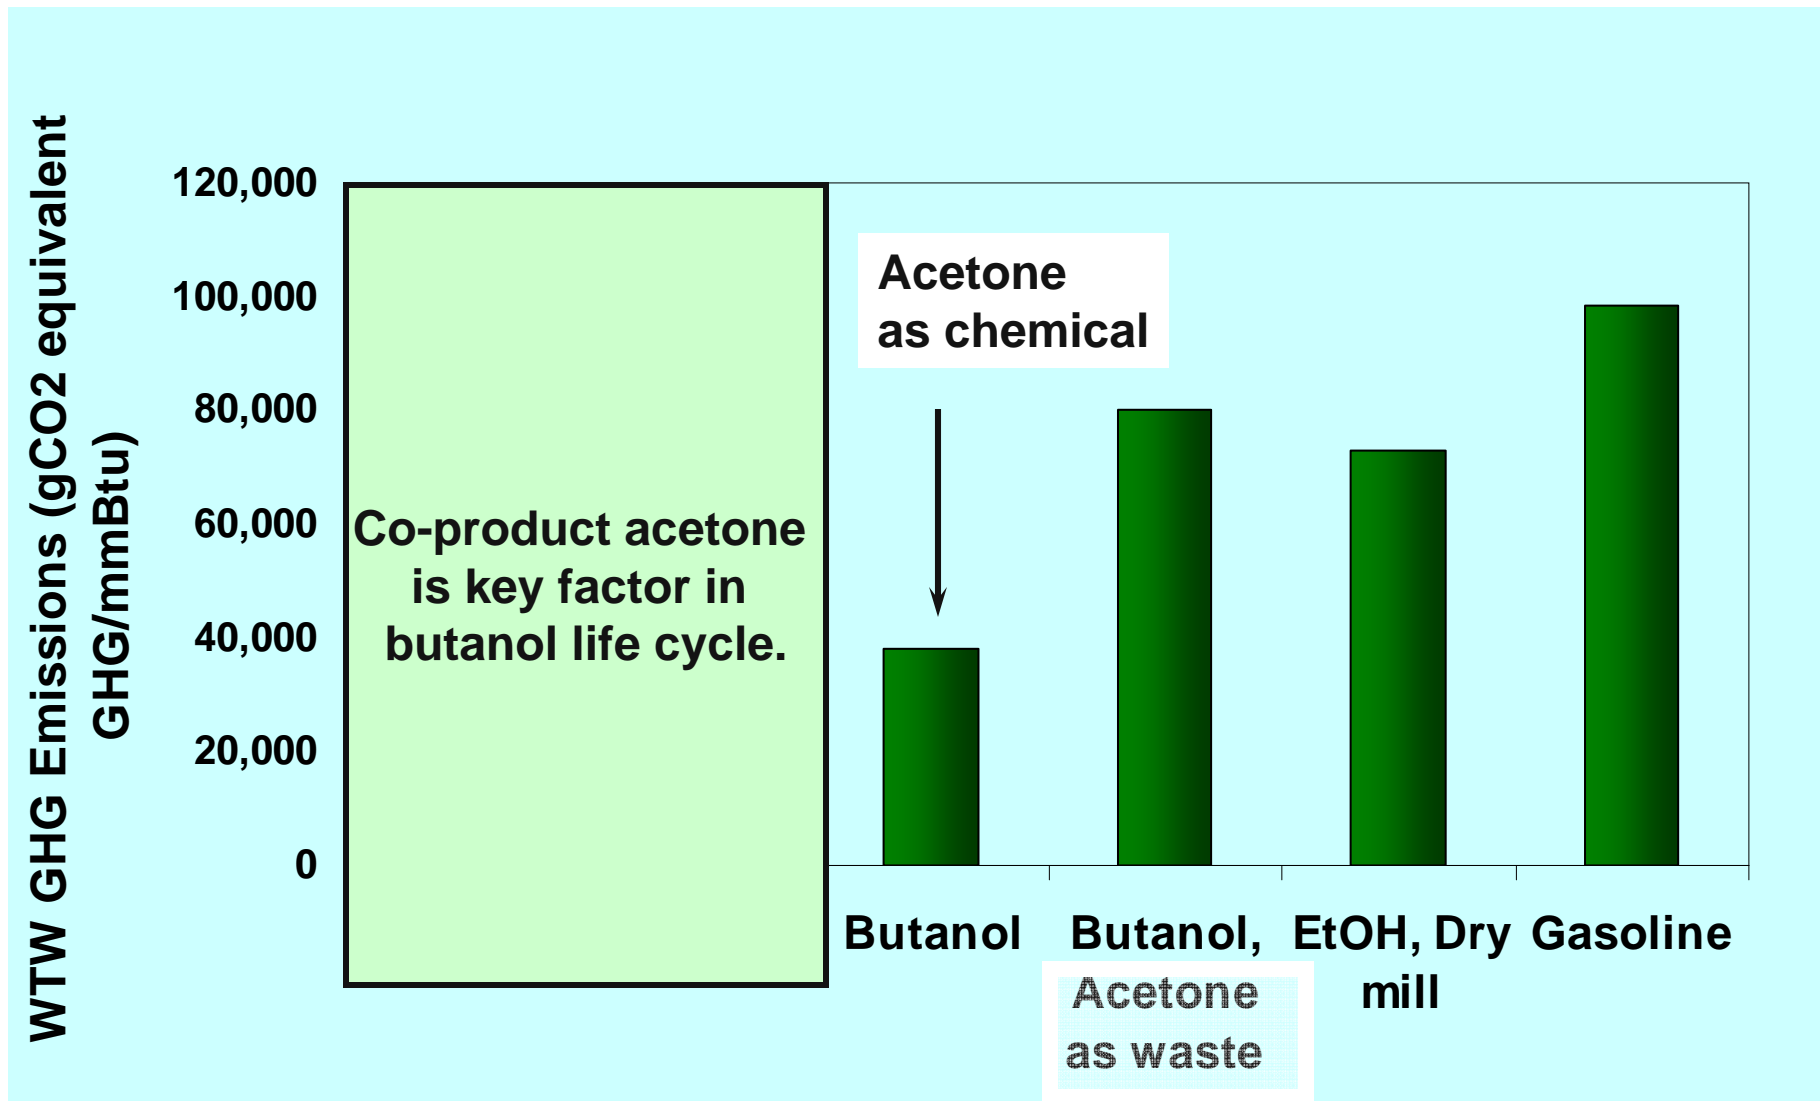 WTW GHG Emissions (gCO2 equivalent
GHG/mmBtu)
120,000
100,000
80,000
60,000
40,000
20,000
0
Co-product acetone
is key factor in
butanol life cycle.
Acetone
as chemical
Butanol
Butanol,
Acetone
as waste
EtOH, Dry
mill
Gasoline